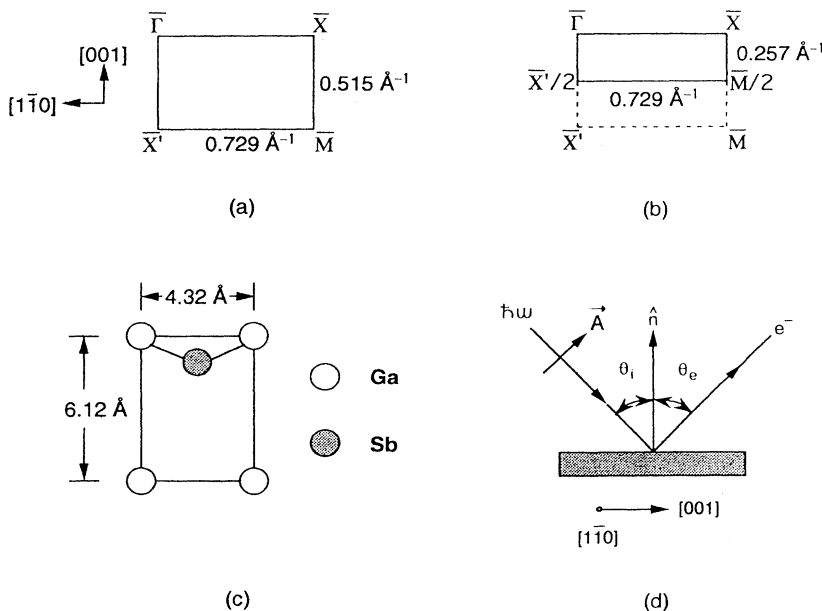 Γ̅ X̅
[001]
[11̅0]
0.515 Å⁻¹
X̅' 0.729 Å⁻¹ M̅
(a)
Γ̅ X̅
0.257 Å⁻¹
X̅'/2 M̅/2
0.729 Å⁻¹
X̅' M̅
(b)
4.32 Å
6.12 Å
Ga
Sb
(c)
ħω A⃗ n̂ e⁻
θᵢ θₑ
[001]
[11̅0]
(d)